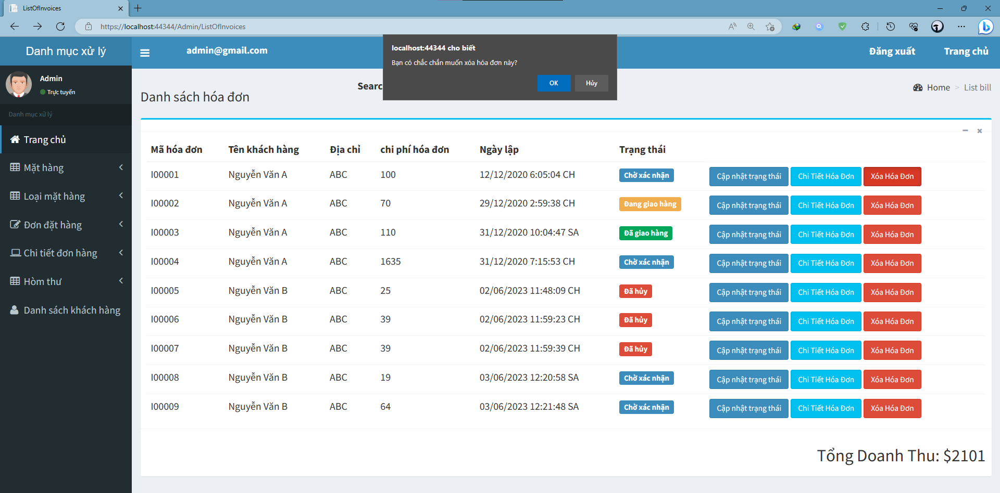 ListOfInvoices
https://localhost:44344/Admin/ListOfInvoices
Danh mục xử lý
admin@gmail.com
Đăng xuất
Trang chủ
localhost:44344 cho biết
Bạn có chắc chắn muốn xóa hóa đơn này?
OK
Hủy
Admin
Trực tuyến
Danh mục xử lý
Trang chủ
Mặt hàng
Loại mặt hàng
Đơn đặt hàng
Chi tiết đơn hàng
Hòm thư
Danh sách khách hàng
Danh sách hóa đơn
Searc
Home > List bill
Mã hóa đơn Tên khách hàng Địa chỉ chi phí hóa đơn Ngày lập Trạng thái
I00001 Nguyễn Văn A ABC 100 12/12/2020 6:05:04 CH Chờ xác nhận Cập nhật trạng thái Chi Tiết Hóa Đơn Xóa Hóa Đơn
I00002 Nguyễn Văn A ABC 70 29/12/2020 2:59:38 CH Đang giao hàng Cập nhật trạng thái Chi Tiết Hóa Đơn Xóa Hóa Đơn
I00003 Nguyễn Văn A ABC 110 31/12/2020 10:04:47 SA Đã giao hàng Cập nhật trạng thái Chi Tiết Hóa Đơn Xóa Hóa Đơn
I00004 Nguyễn Văn A ABC 1635 31/12/2020 7:15:53 CH Chờ xác nhận Cập nhật trạng thái Chi Tiết Hóa Đơn Xóa Hóa Đơn
I00005 Nguyễn Văn B ABC 25 02/06/2023 11:48:09 CH Đã hủy Cập nhật trạng thái Chi Tiết Hóa Đơn Xóa Hóa Đơn
I00006 Nguyễn Văn B ABC 39 02/06/2023 11:59:23 CH Đã hủy Cập nhật trạng thái Chi Tiết Hóa Đơn Xóa Hóa Đơn
I00007 Nguyễn Văn B ABC 39 02/06/2023 11:59:39 CH Đã hủy Cập nhật trạng thái Chi Tiết Hóa Đơn Xóa Hóa Đơn
I00008 Nguyễn Văn B ABC 19 03/06/2023 12:20:58 SA Chờ xác nhận Cập nhật trạng thái Chi Tiết Hóa Đơn Xóa Hóa Đơn
I00009 Nguyễn Văn B ABC 64 03/06/2023 12:21:48 SA Chờ xác nhận Cập nhật trạng thái Chi Tiết Hóa Đơn Xóa Hóa Đơn
Tổng Doanh Thu: $2101